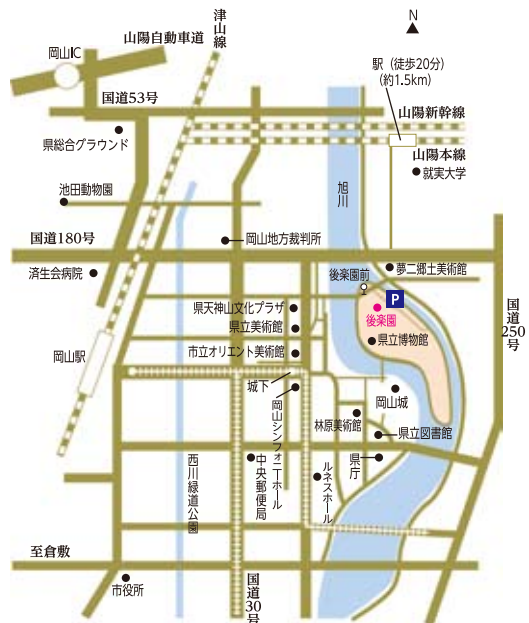 N
津山線
山陽自動車道
岡山IC
駅（徒歩20分）
（約1.5km）
国道53号
山陽新幹線
県総合グラウンド
山陽本線
就実大学
池田動物園
旭川
国道180号
岡山地方裁判所
夢二郷土美術館
済生会病院
後楽園前
P
国道250号
県天神山文化プラザ
後楽園
県立美術館
県立博物館
岡山駅
市立オリエント美術館
城下
岡山城
岡山シンフォニーホール
林原美術館
県立図書館
西川緑道公園
中央郵便局
ルネスホール
県庁
至倉敷
市役所
国道30号